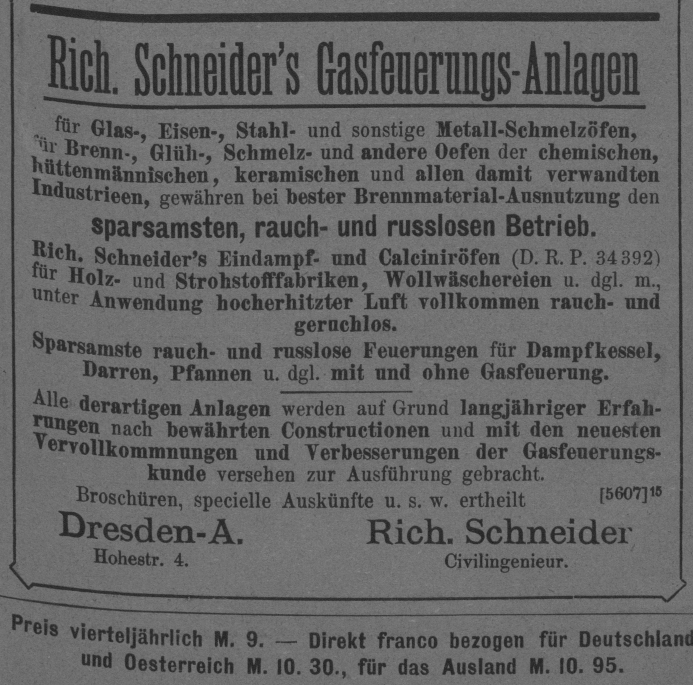 Rich. Schneider's Gasfeuerungs-Anlagen
für Glas-, Eisen-, Stahl- und sonstige Metall-Schmelzöfen,
für Brenn-, Glüh-, Schmelz- und andere Oefen der chemischen,
hüttenmännischen, keramischen und allen damit verwandten
Industrieen, gewähren bei bester Brennmaterial-Ausnutzung den
sparsamsten, rauch- und russlosen Betrieb.
Rich. Schneider's Eindampf- und Calciniröfen (D. R. P. 34392)
für Holz- und Strohstofffabriken, Wollwäschereien u. dgl. m.,
unter Anwendung hocherhitzter Luft vollkommen rauch- und
geruchlos.
Sparsamste rauch- und russlose Feuerungen für Dampfkessel,
Darren, Pfannen u. dgl. mit und ohne Gasfeuerung.
Alle derartigen Anlagen werden auf Grund langjähriger Erfah-
rungen nach bewährten Constructionen und mit den neuesten
Vervollkommnungen und Verbesserungen der Gasfeuerungs-
kunde versehen zur Ausführung gebracht.
Broschüren, specielle Auskünfte u. s. w. ertheilt [5607]15
Dresden-A. Rich. Schneider
Hohestr. 4. Civilingenieur.
Preis vierteljährlich M. 9. — Direkt franco bezogen für Deutschland
und Oesterreich M. 10. 30., für das Ausland M. 10. 95.